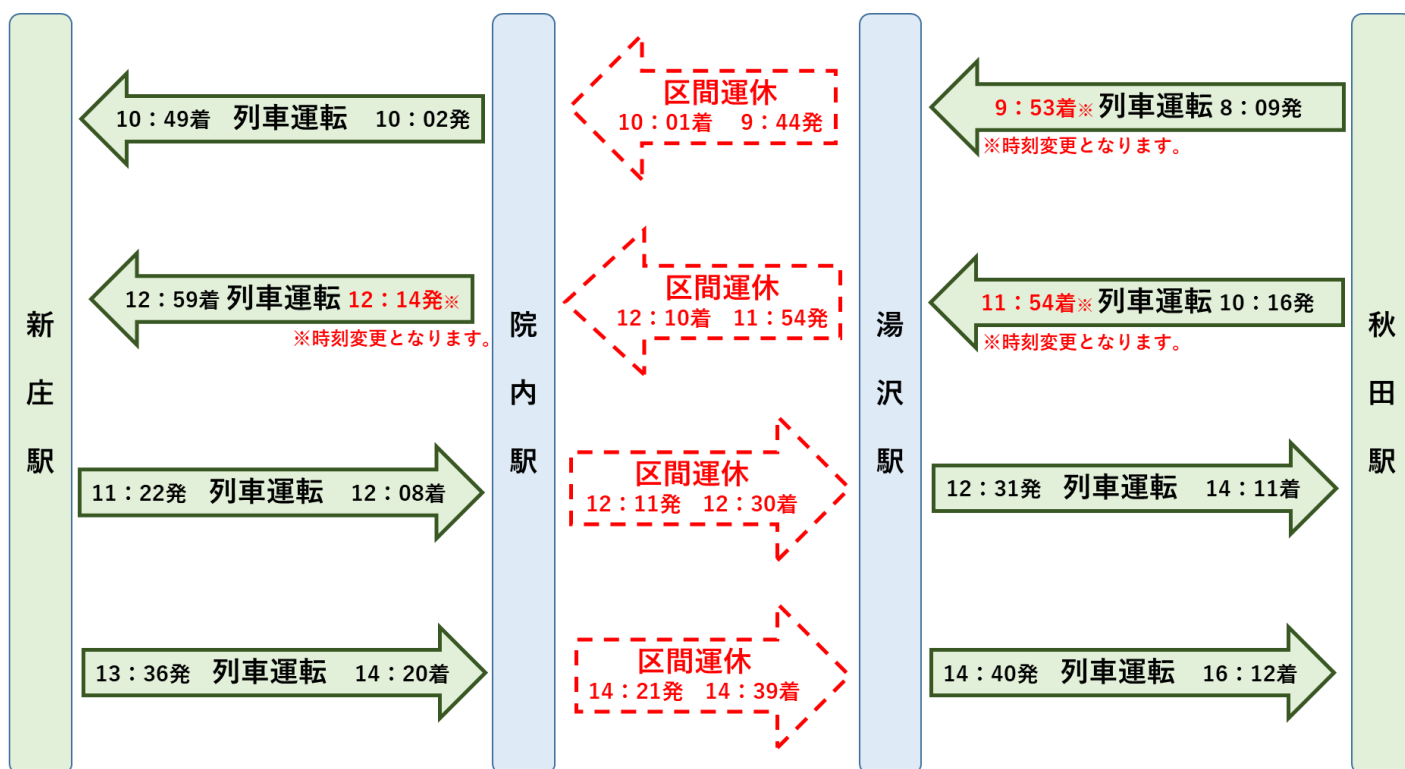 10：49着 列車運転 10：02発
区間運休
10：01着 9：44発
9：53着※ 列車運転 8：09発
※時刻変更となります。
12：59着 列車運転 12：14発※
※時刻変更となります。
区間運休
12：10着 11：54発
11：54着※ 列車運転 10：16発
※時刻変更となります。
新庄駅
院内駅
湯沢駅
秋田駅
11：22発 列車運転 12：08着
区間運休
12：11発 12：30着
12：31発 列車運転 14：11着
13：36発 列車運転 14：20着
区間運休
14：21発 14：39着
14：40発 列車運転 16：12着